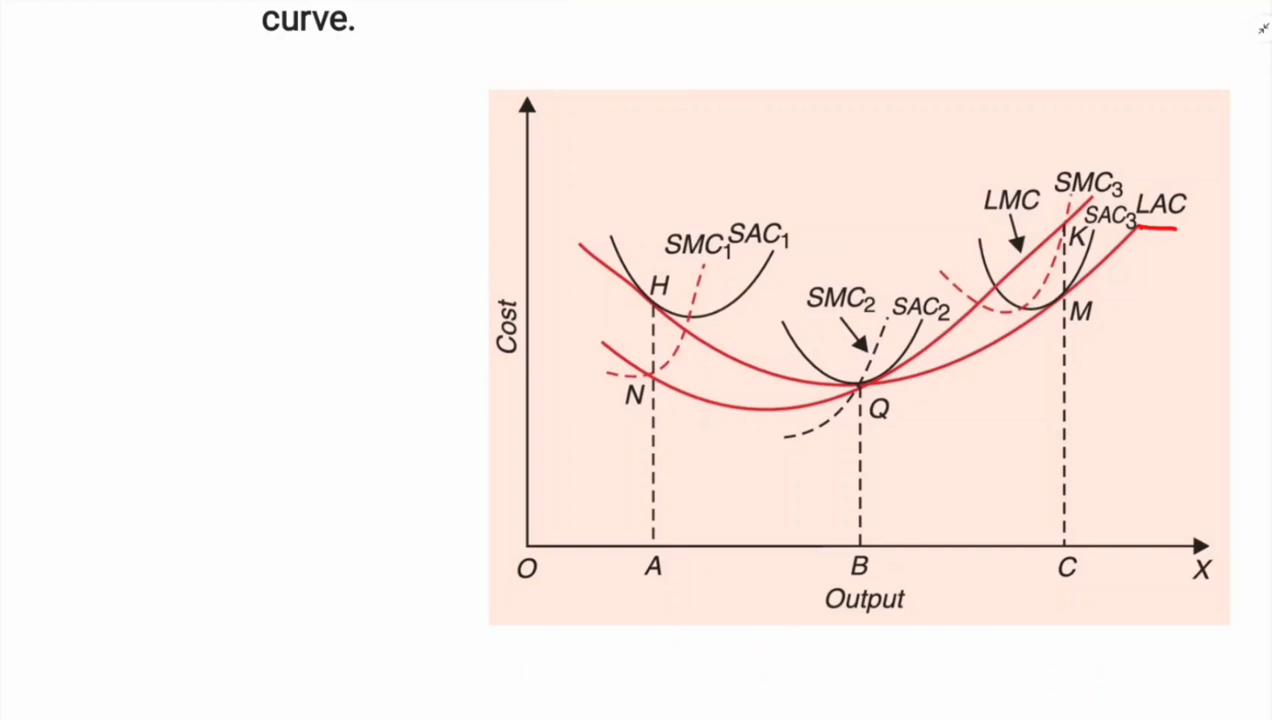 curve.
SMC₃
LMC
SAC₃
LAC
SMC₁
SAC₁
K
H
SMC₂
SAC₂
M
Cost
N
Q
O
A
B
C
X
Output